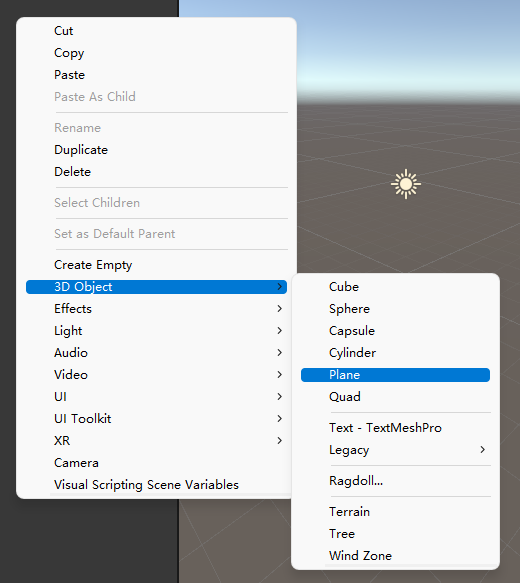 Cut
Copy
Paste
Paste As Child
Rename
Duplicate
Delete
Select Children
Set as Default Parent
Create Empty
3D Object
Effects
Light
Audio
Video
UI
UI Toolkit
XR
Camera
Visual Scripting Scene Variables
Cube
Sphere
Capsule
Cylinder
Plane
Quad
Text - TextMeshPro
Legacy
Ragdoll...
Terrain
Tree
Wind Zone